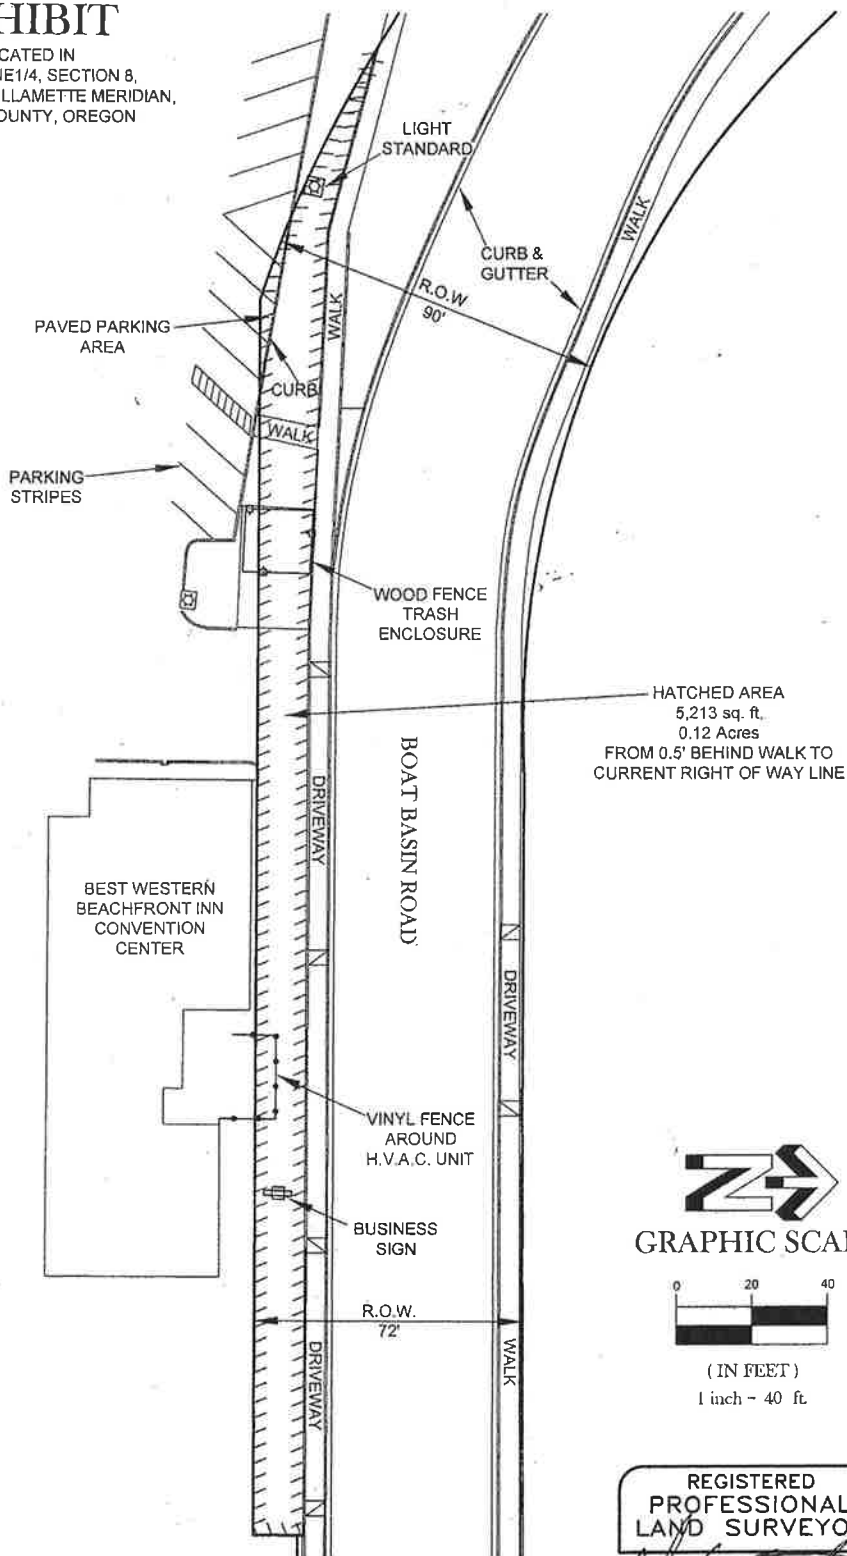 HIBIT
CATED IN
NE1/4, SECTION 8,
LLAMETTE MERIDIAN,
OUNTY, OREGON
LIGHT
STANDARD
WALK
CURB &
GUTTER
R.O.W
90'
WALK
PAVED PARKING
AREA
CURB
WALK
PARKING
STRIPES
WOOD FENCE
TRASH
ENCLOSURE
HATCHED AREA
5,213 sq. ft.
0.12 Acres
FROM 0.5' BEHIND WALK TO
CURRENT RIGHT OF WAY LINE
BOAT BASIN ROAD
DRIVEWAY
BEST WESTERN
BEACHFRONT INN
CONVENTION
CENTER
DRIVEWAY
VINYL FENCE
AROUND
H.V.A.C. UNIT
BUSINESS
SIGN
N
GRAPHIC SCAL
0 20 40
R.O.W.
72'
DRIVEWAY
WALK
( IN FEET )
1 inch - 40 ft.
REGISTERED
PROFESSIONAL
LAND SURVEYO